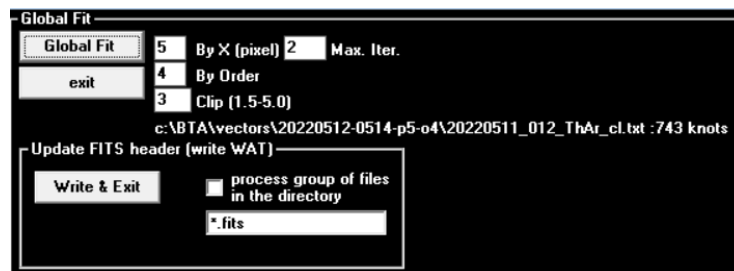 Global Fit
Global Fit 5 By X (pixel) 2 Max. Iter.
exit 4 By Order
3 Clip (1.5-5.0)
c:\BTA\vectors\20220512-0514-p5-o4\20220511_012_ThAr_cl.txt :743 knots
Update FITS header (write WAT)
Write & Exit process group of files
in the directory
*.fits